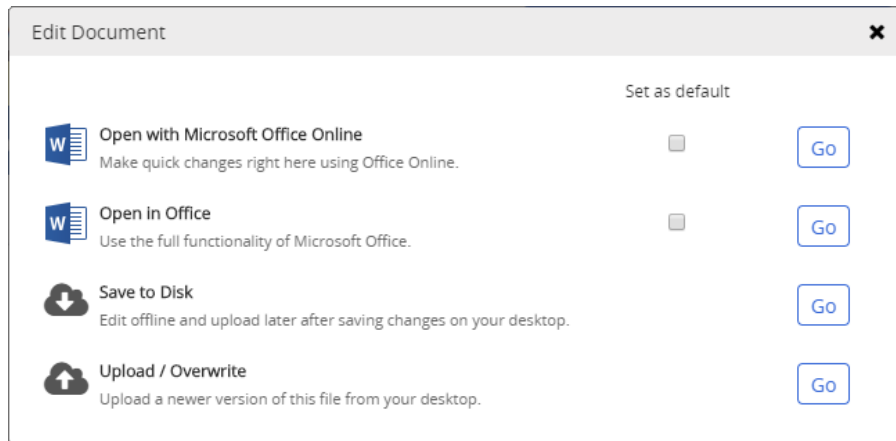 Edit Document
Set as default
W Open with Microsoft Office Online
Make quick changes right here using Office Online.
Go
W Open in Office
Use the full functionality of Microsoft Office.
Go
Save to Disk
Edit offline and upload later after saving changes on your desktop.
Go
Upload / Overwrite
Upload a newer version of this file from your desktop.
Go